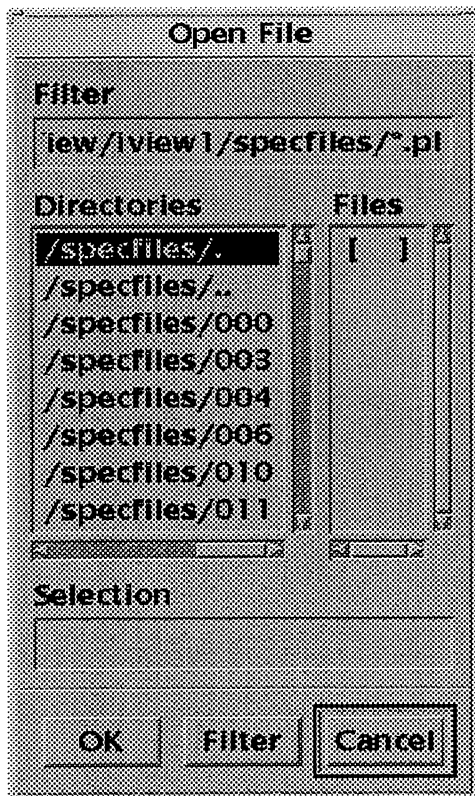 Open File
Filter
iew/iview1/specfiles/*.pl
Directories
Files
/specfiles/.
[ ]
/specfiles/..
/specfiles/000
/specfiles/003
/specfiles/004
/specfiles/006
/specfiles/010
/specfiles/011
Selection
OK
Filter
Cancel